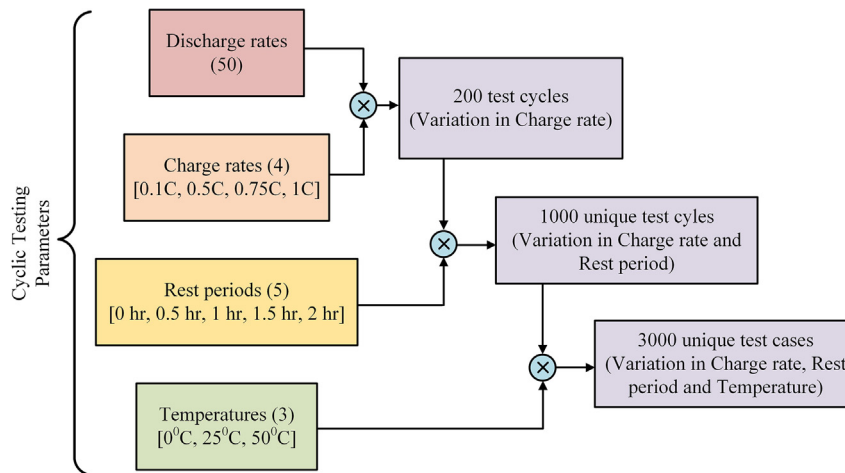 Cyclic Testing
Parameters
Discharge rates
(50)
Charge rates (4)
[0.1C, 0.5C, 0.75C, 1C]
Rest periods (5)
[0 hr, 0.5 hr, 1 hr, 1.5 hr, 2 hr]
Temperatures (3)
[0⁰C, 25⁰C, 50⁰C]
200 test cycles
(Variation in Charge rate)
1000 unique test cyles
(Variation in Charge rate and
Rest period)
3000 unique test cases
(Variation in Charge rate, Rest
period and Temperature)